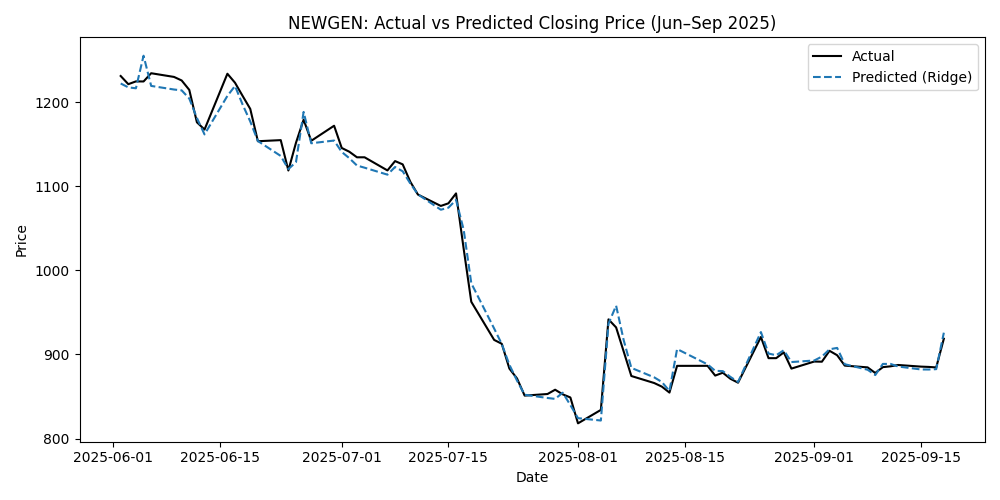 NEWGEN: Actual vs Predicted Closing Price (Jun–Sep 2025)
Actual
Predicted (Ridge)
Price
1200
1100
1000
900
800
2025-06-01 2025-06-15 2025-07-01 2025-07-15 2025-08-01 2025-08-15 2025-09-01 2025-09-15
Date